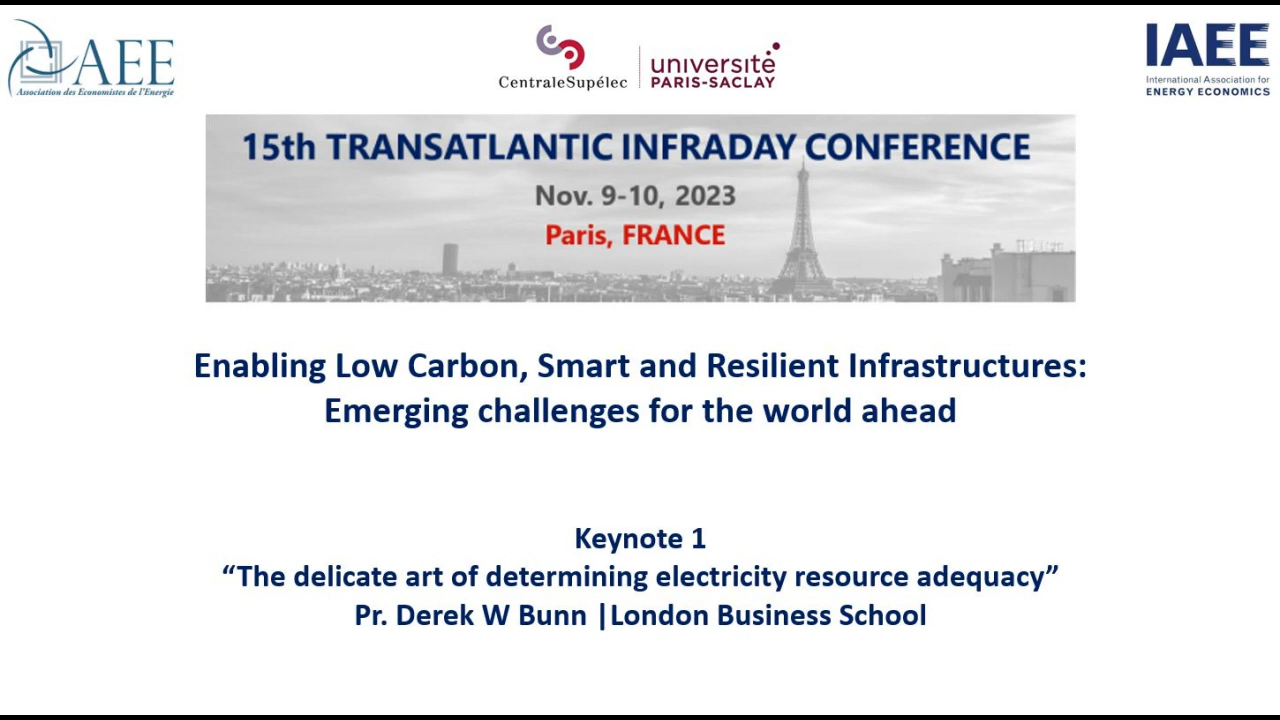 AEE
Association des Economistes de l'Energie
CentraleSupélec
université
PARIS-SACLAY
IAEE
International Association for
ENERGY ECONOMICS
15th TRANSATLANTIC INFRADAY CONFERENCE
Nov. 9-10, 2023
Paris, FRANCE
Enabling Low Carbon, Smart and Resilient Infrastructures:
Emerging challenges for the world ahead
Keynote 1
“The delicate art of determining electricity resource adequacy”
Pr. Derek W Bunn |London Business School